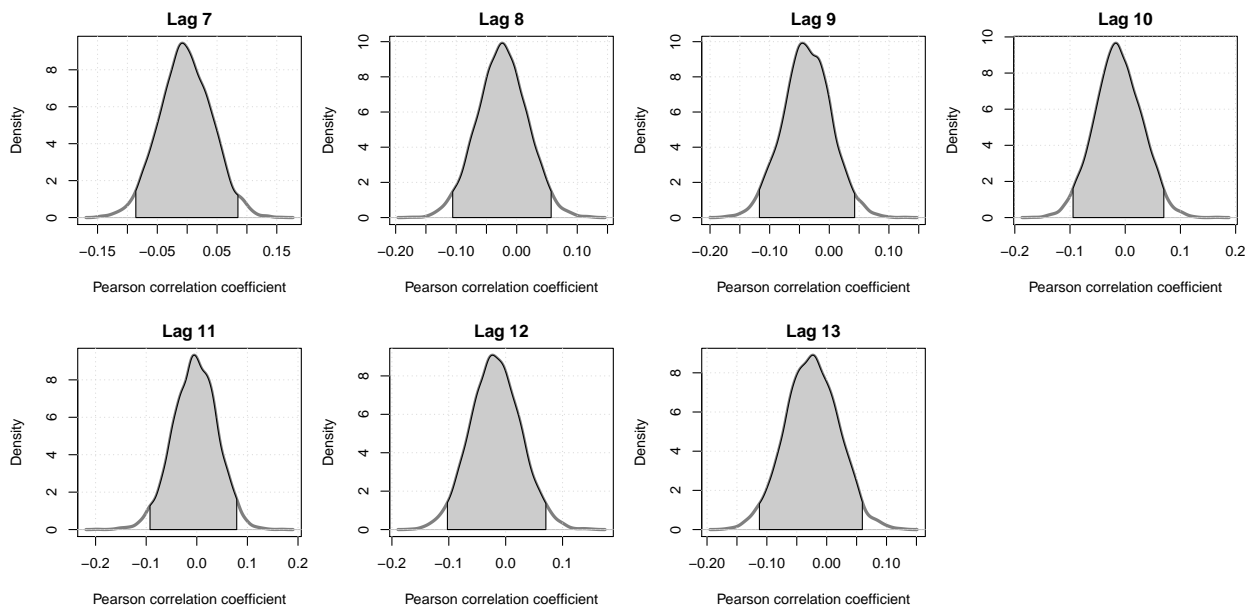 Lag 7
Density
0 2 4 6 8
−0.15 −0.05 0.05 0.15
Pearson correlation coefficient
Lag 8
Density
0 2 4 6 8 10
−0.20 −0.10 0.00 0.10
Pearson correlation coefficient
Lag 9
Density
0 2 4 6 8 10
−0.20 −0.10 0.00 0.10
Pearson correlation coefficient
Lag 10
Density
0 2 4 6 8 10
−0.2 −0.1 0.0 0.1 0.2
Pearson correlation coefficient
Lag 11
Density
0 2 4 6 8
−0.2 −0.1 0.0 0.1 0.2
Pearson correlation coefficient
Lag 12
Density
0 2 4 6 8
−0.2 −0.1 0.0 0.1
Pearson correlation coefficient
Lag 13
Density
0 2 4 6 8
−0.20 −0.10 0.00 0.10
Pearson correlation coefficient